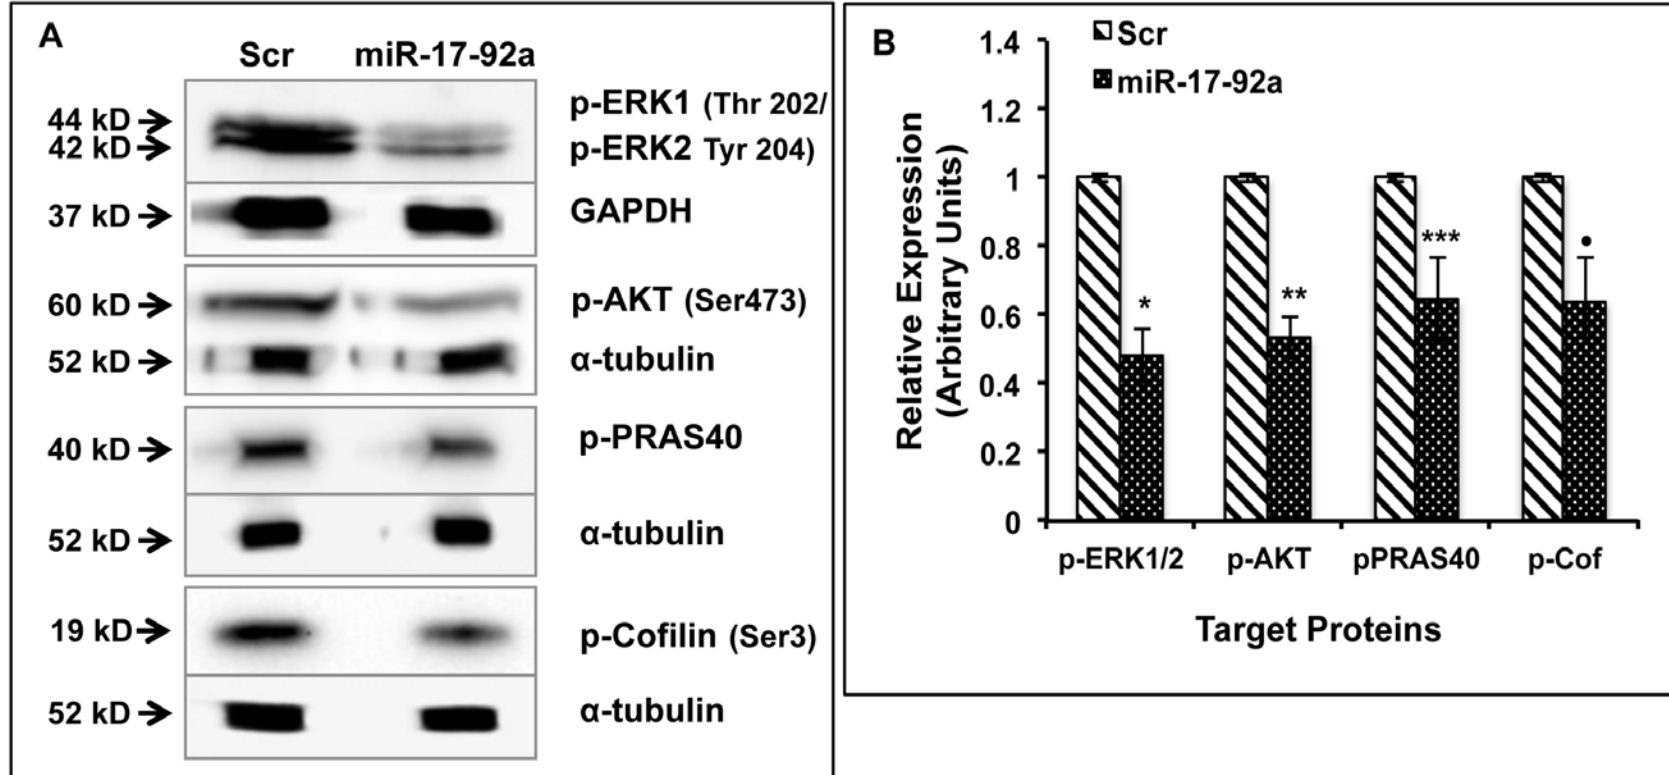 A
Scr miR-17-92a
44 kD → p-ERK1 (Thr 202/
42 kD → p-ERK2 Tyr 204)
37 kD → GAPDH
60 kD → p-AKT (Ser473)
52 kD → α-tubulin
40 kD → p-PRAS40
52 kD → α-tubulin
19 kD → p-Cofilin (Ser3)
52 kD → α-tubulin
B
Scr
miR-17-92a
Relative Expression
(Arbitrary Units)
1.4
1.2
1
0.8
0.6
0.4
0.2
0
* ** *** •
p-ERK1/2 p-AKT pPRAS40 p-Cof
Target Proteins